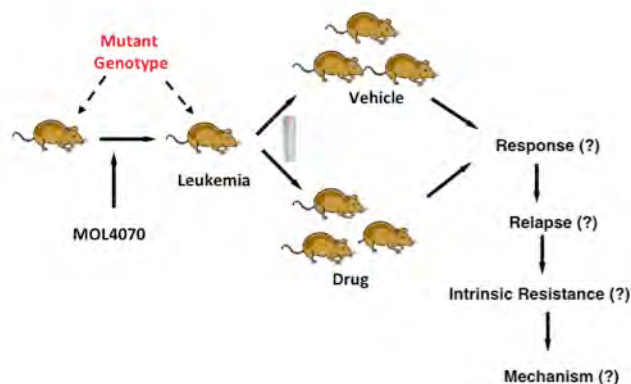 Mutant
Genotype
Vehicle
Leukemia
MOL4070
Drug
Response (?)
Relapse (?)
Intrinsic Resistance (?)
Mechanism (?)